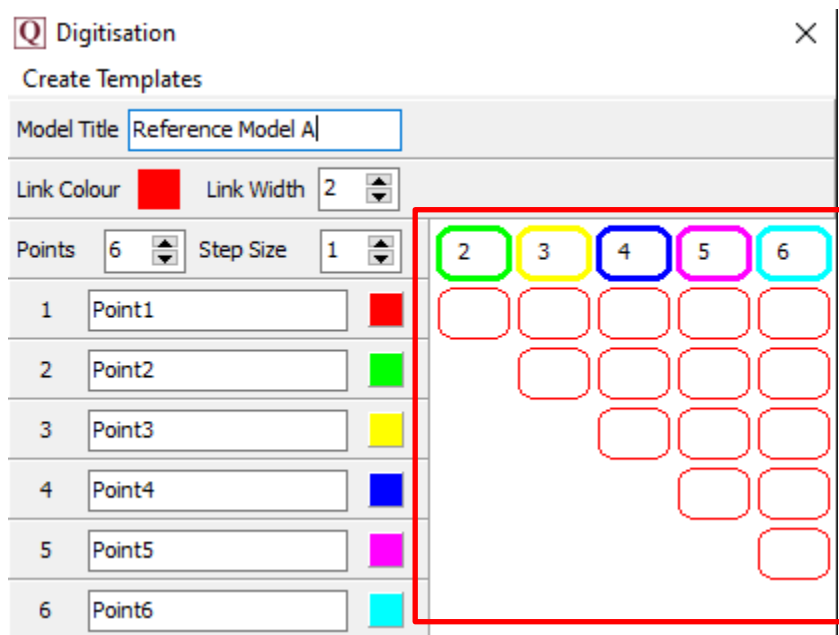 Q Digitisation
Create Templates
Model Title Reference Model A
Link Colour Link Width 2
Points 6 Step Size 1 2 3 4 5 6
1 Point1
2 Point2
3 Point3
4 Point4
5 Point5
6 Point6